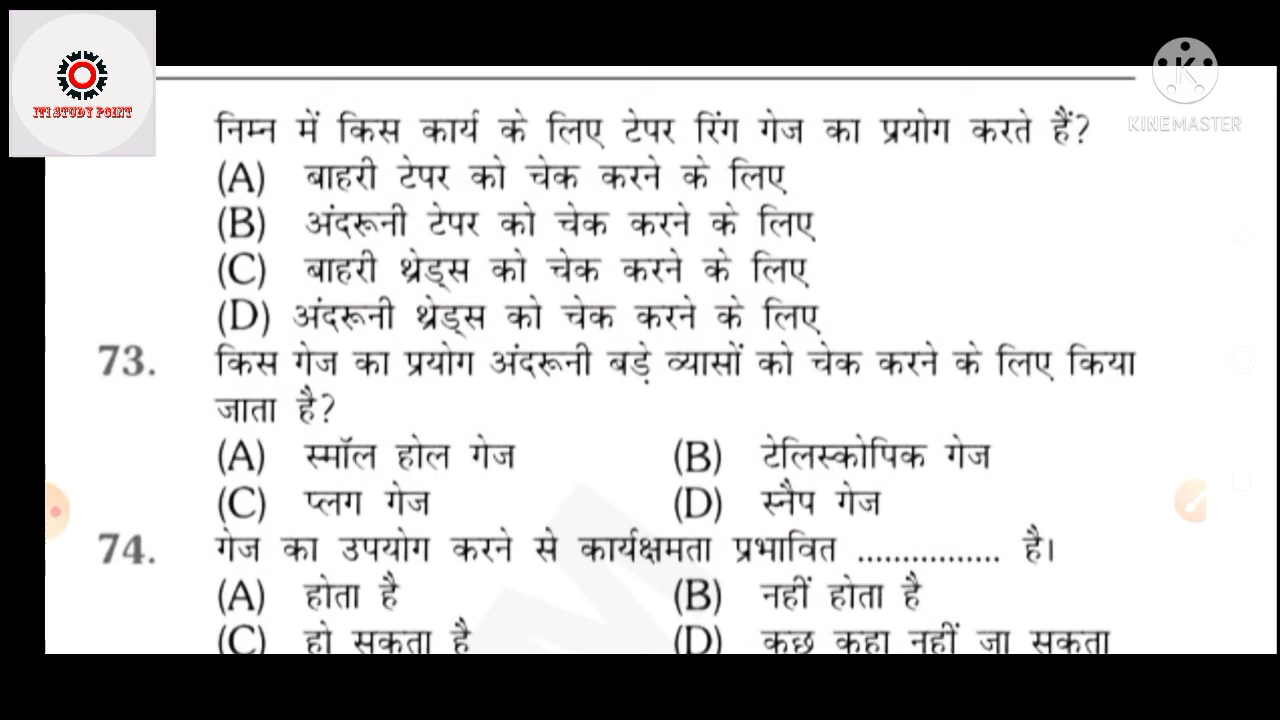 ITI STUDY POINT
KINEMASTER
निम्न में किस कार्य के लिए टेपर रिंग गेज का प्रयोग करते हैं?
(A) बाहरी टेपर को चेक करने के लिए
(B) अंदरूनी टेपर को चेक करने के लिए
(C) बाहरी थ्रेड्स को चेक करने के लिए
(D) अंदरूनी थ्रेड्स को चेक करने के लिए
73. किस गेज का प्रयोग अंदरूनी बड़े व्यासों को चेक करने के लिए किया
जाता है?
(A) स्मॉल होल गेज (B) टेलिस्कोपिक गेज
(C) प्लग गेज (D) स्नैप गेज
74. गेज का उपयोग करने से कार्यक्षमता प्रभावित ................ है।
(A) होता है (B) नहीं होता है
(C) हो सकता है (D) कुछ कहा नहीं जा सकता